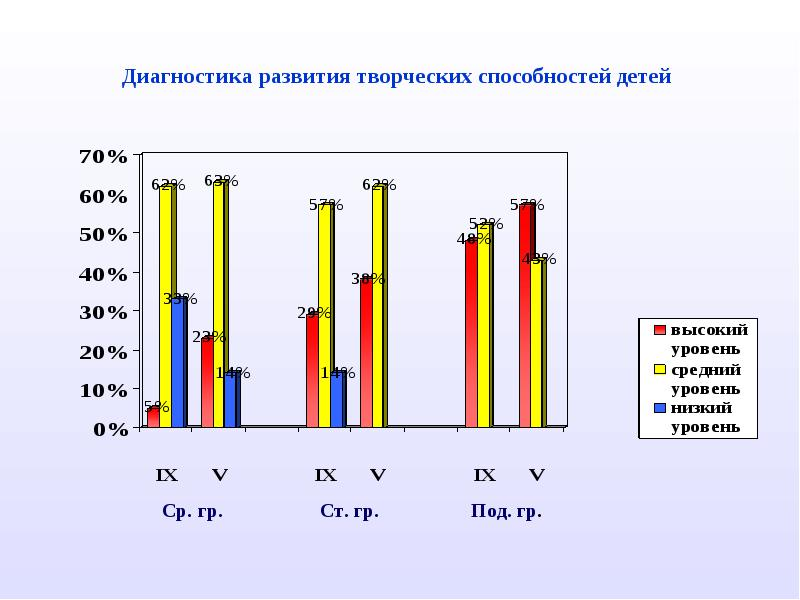 Диагностика развития творческих способностей детей
70%
60%
50%
40%
30%
20%
10%
0%
62%
63%
57%
62%
52%
48%
57%
43%
33%
38%
29%
23%
14%
14%
5%
высокий
уровень
средний
уровень
низкий
уровень
IX V IX V IX V
Ср. гр. Ст. гр. Под. гр.